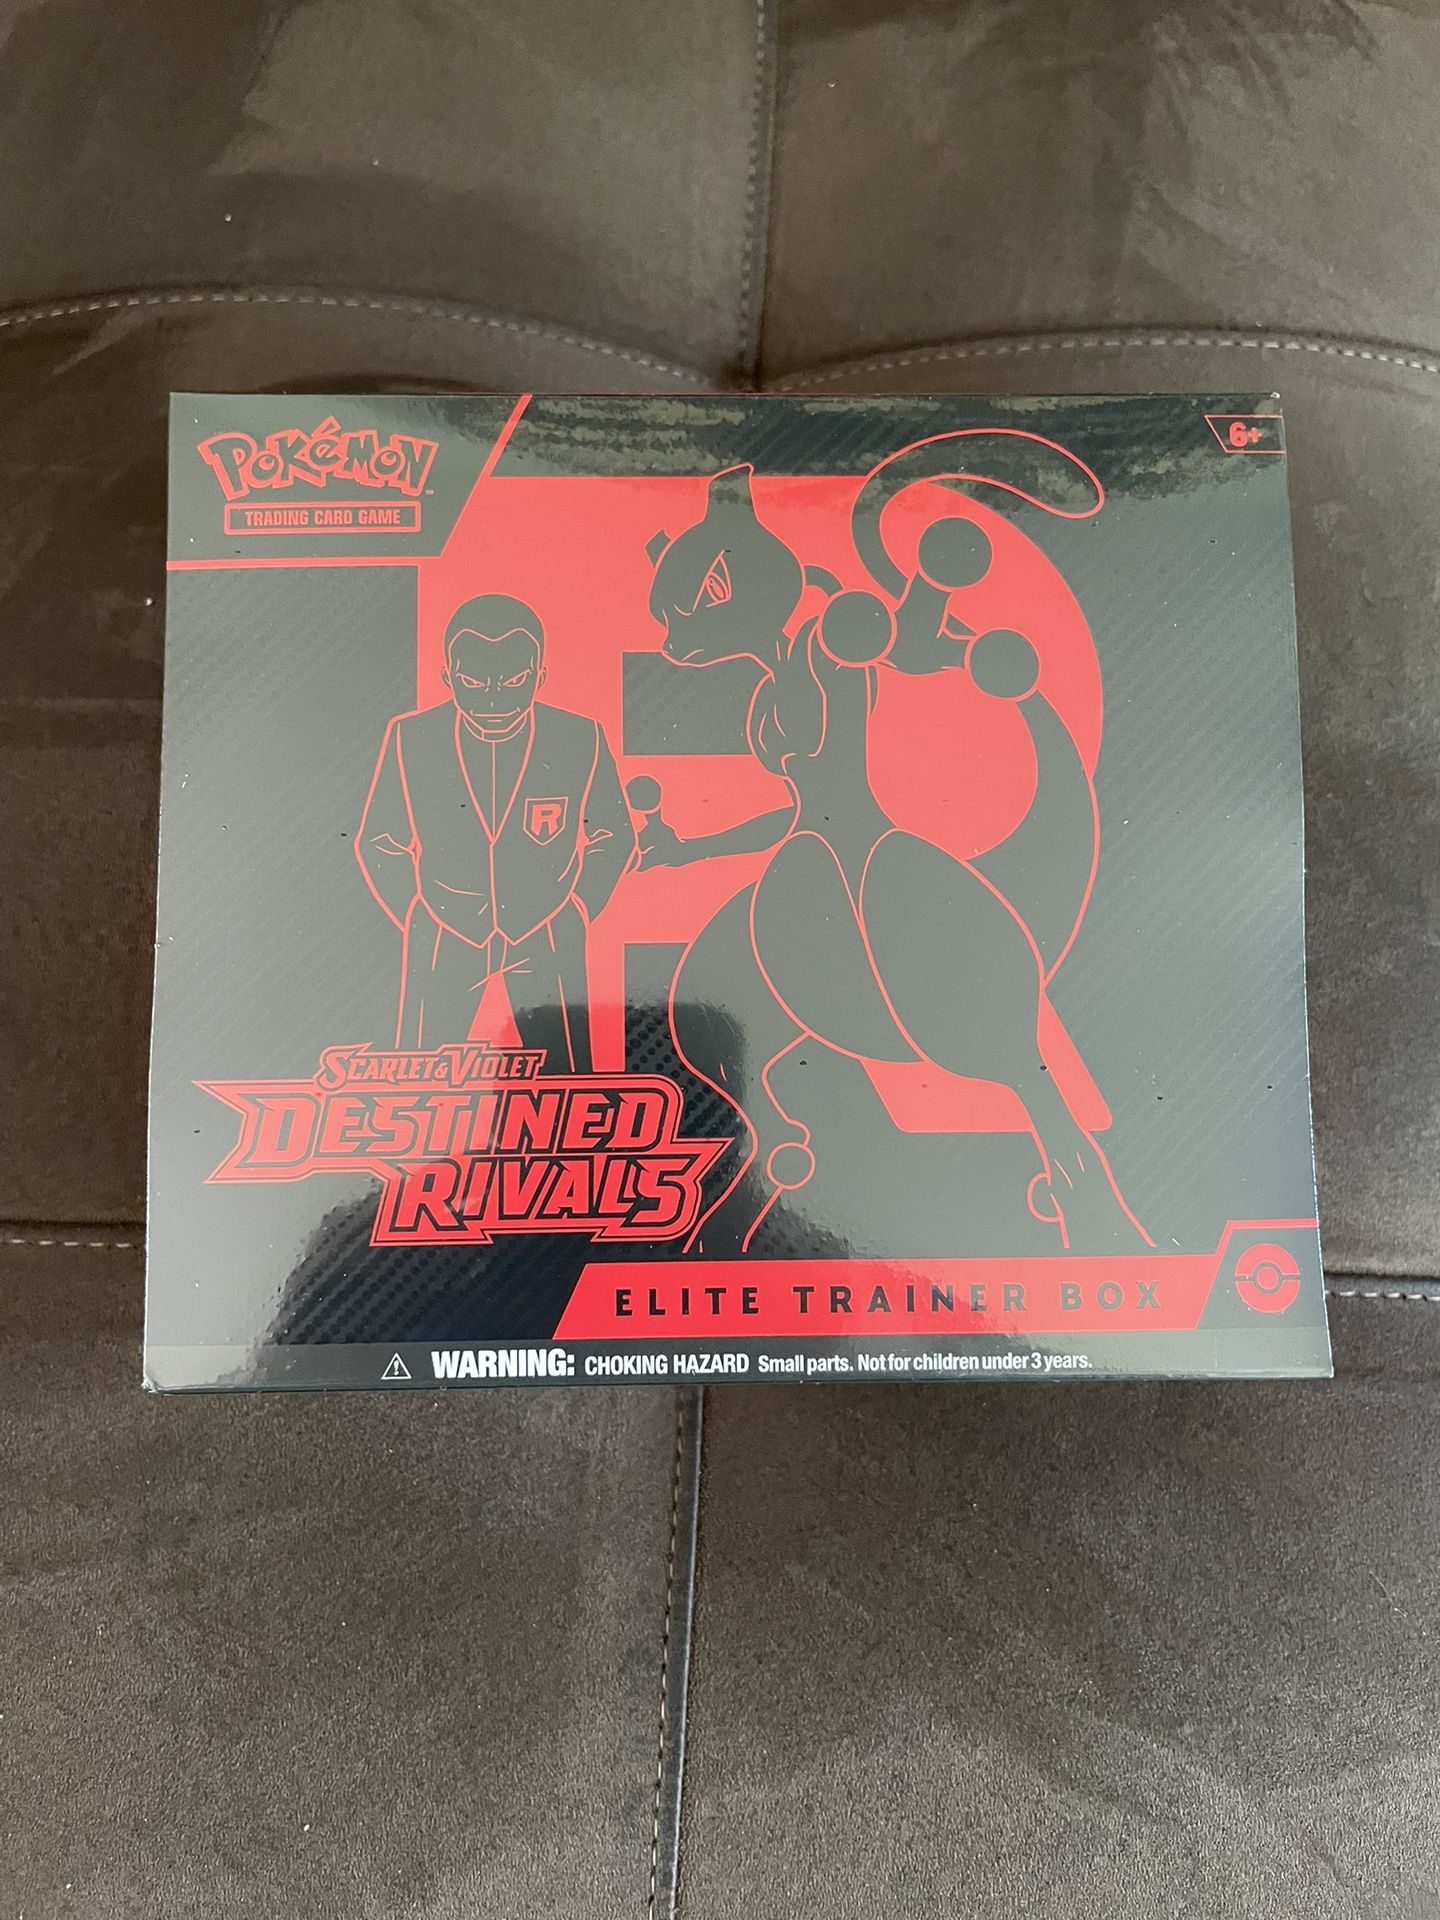 POKéMON
TRADING CARD GAME
6+
R
SCARLET & VIOLET
DESTINED
RIVALS
ELITE TRAINER BOX
WARNING: CHOKING HAZARD Small parts. Not for children under 3 years.